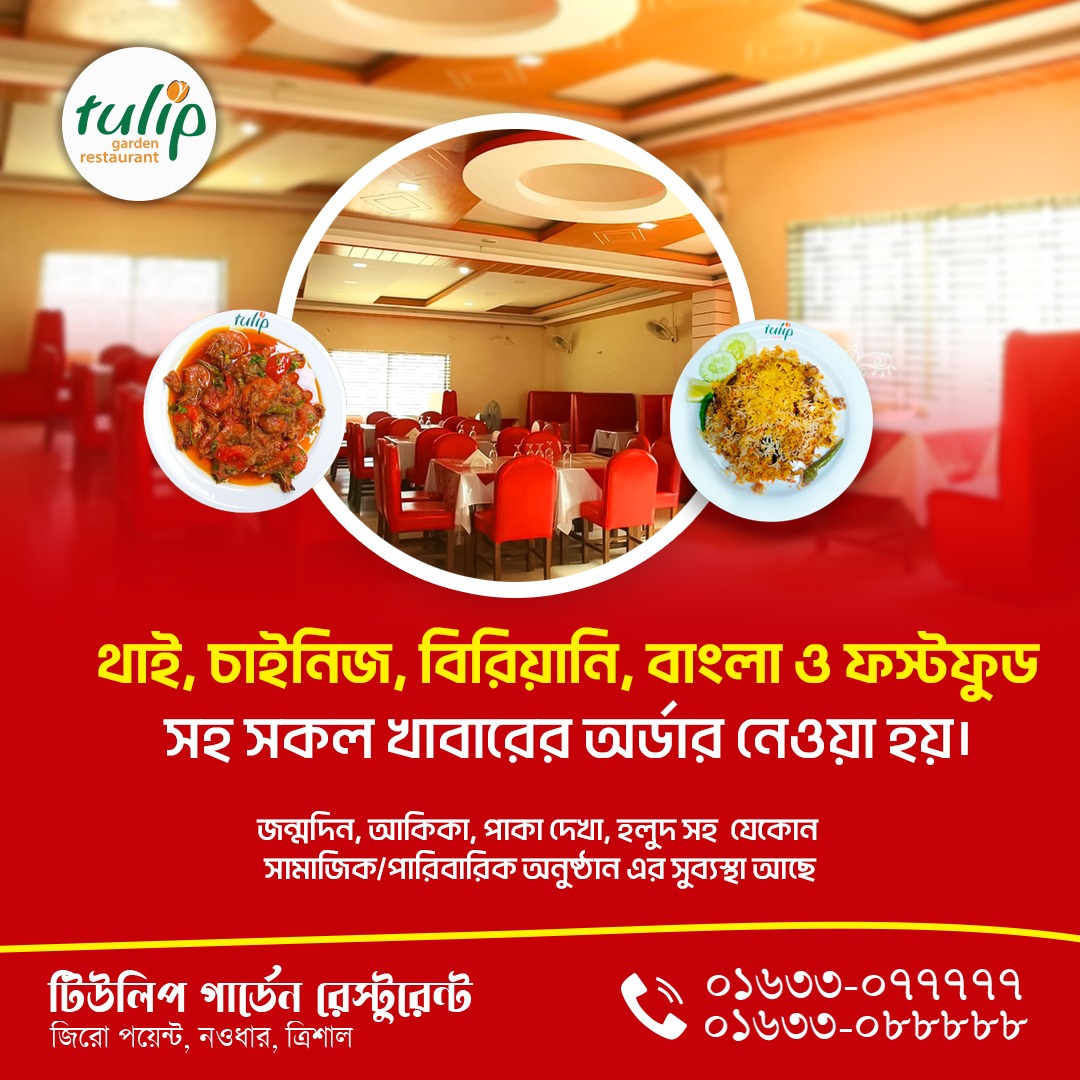 tulip
garden
restaurant
tulip
tulip
থাই, চাইনিজ, বিরিয়ানি, বাংলা ও ফস্টফুড
সহ সকল খাবারের অর্ডার নেওয়া হয়।
জন্মদিন, আকিকা, পাকা দেখা, হলুদ সহ যেকোন
সামাজিক/পারিবারিক অনুষ্ঠান এর সুব্যস্থা আছে
টিউলিপ গার্ডেন রেস্টুরেন্ট
জিরো পয়েন্ট, নওধার, ত্রিশাল
০১৬৩৩-০৭৭৭৭৭
০১৬৩৩-০৮৮৮৮৮